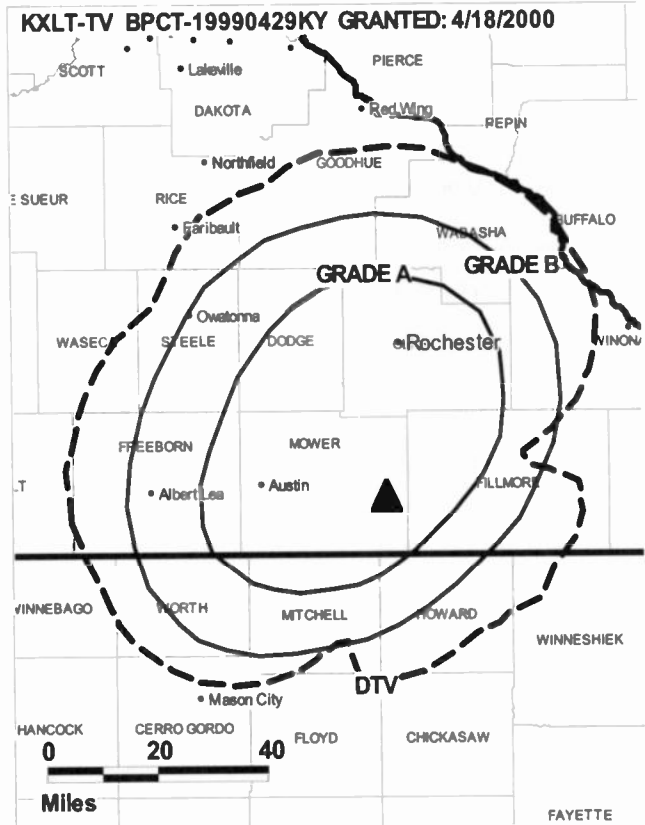 KXLT-TV BPCT-19990429KY GRANTED: 4/18/2000
SCOTT
Lakeville
PIERCE
DAKOTA
Red Wing
PEPIN
Northfield
GOODHUE
E SUEUR
RICE
Faribault
BUFFALO
WABASHA
GRADE A
GRADE B
Owatonna
WASEC
STEELE
DODGE
Rochester
WINONA
FREEBORN
MOWER
LT
Albert Lea
Austin
FILLMORE
WINNEBAGO
WORTH
MITCHELL
HOWARD
WINNESHIEK
DTV
Mason City
HANCOCK
CERRO GORDO
FLOYD
CHICKASAW
0 20 40
Miles
FAYETTE